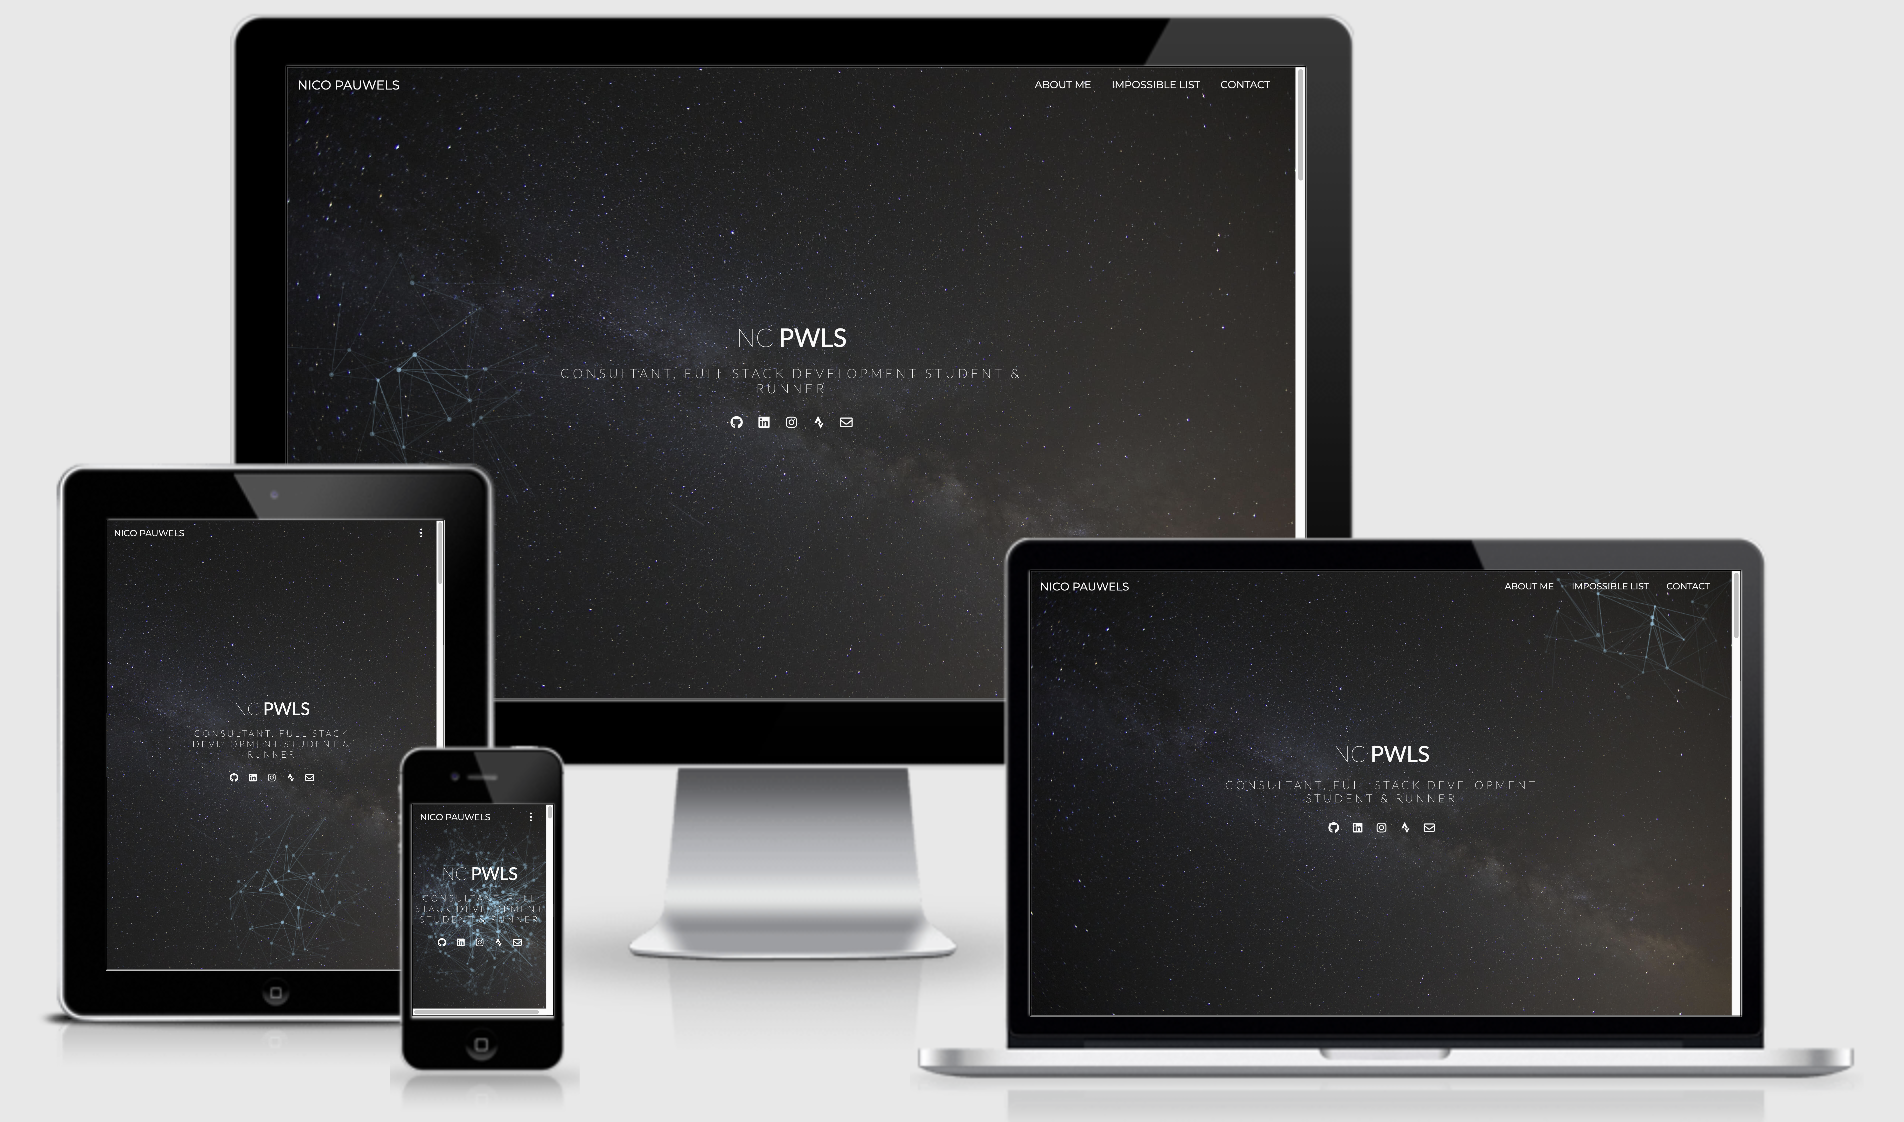 NICO PAUWELS
ABOUT ME IMPOSSIBLE LIST CONTACT
NC PWLS
CONSULTANT, FULL STACK DEVELOPMENT STUDENT &
RUNNER
NICO PAUWELS
NC PWLS
CONSULTANT, FULL STACK
DEVELOPMENT STUDENT &
RUNNER
NICO PAUWELS
NC PWLS
CONSULTANT, FULL
STACK DEVELOPMENT
STUDENT & RUNNER
NICO PAUWELS
ABOUT ME IMPOSSIBLE LIST CONTACT
NC PWLS
CONSULTANT, FULL STACK DEVELOPMENT
STUDENT & RUNNER